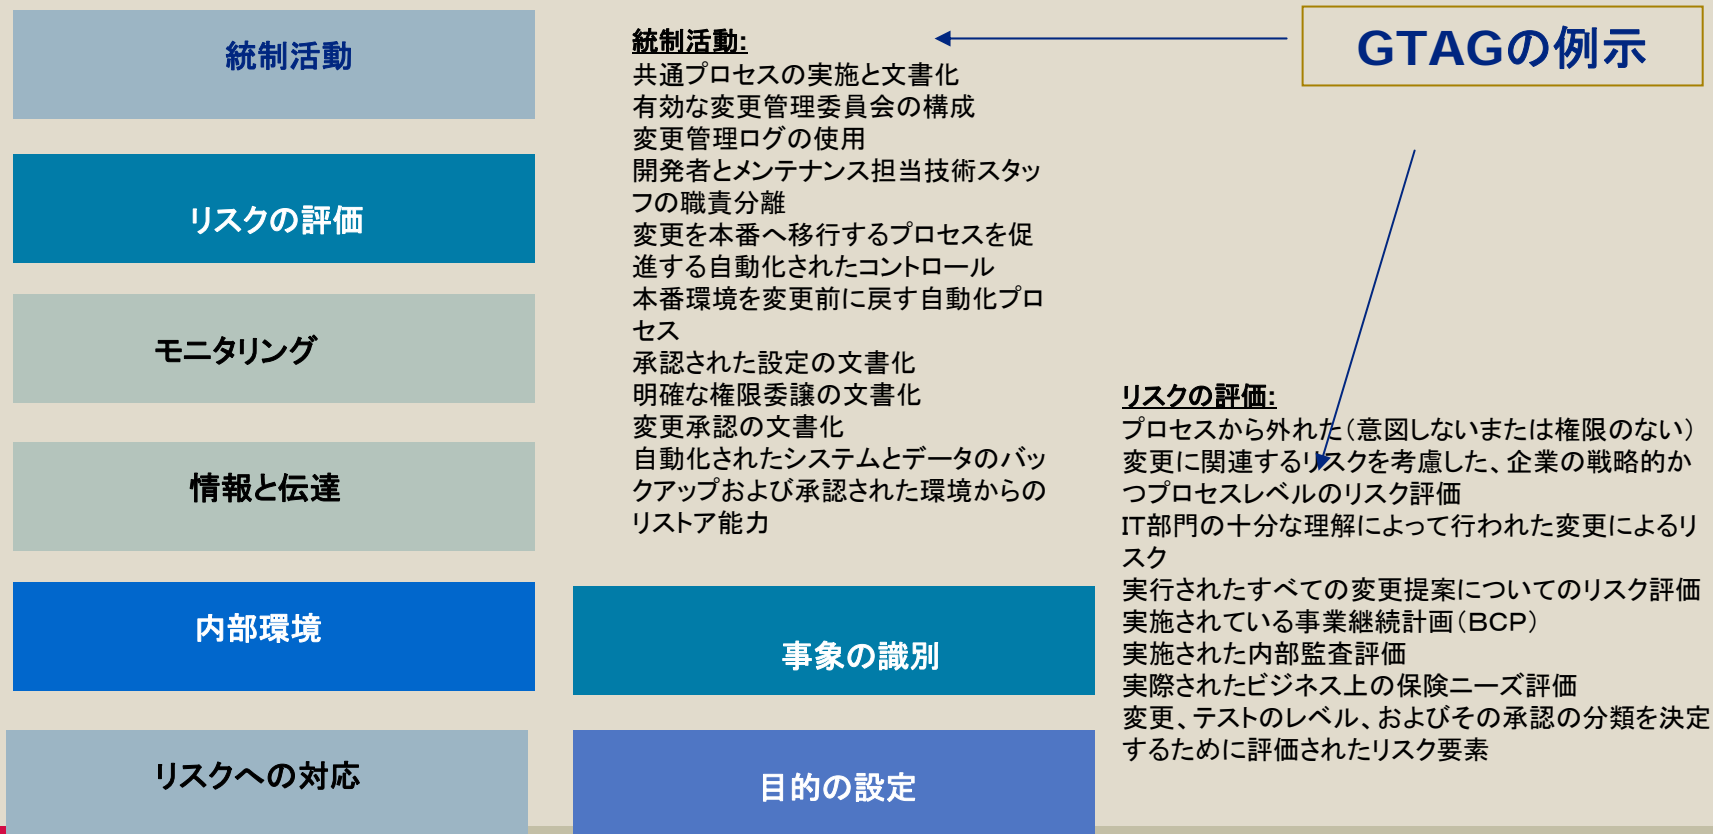 統制活動
リスクの評価
モニタリング
情報と伝達
内部環境
リスクへの対応
統制活動:
共通プロセスの実施と文書化
有効な変更管理委員会の構成
変更管理ログの使用
開発者とメンテナンス担当技術スタッ
フの職責分離
変更を本番へ移行するプロセスを促
進する自動化されたコントロール
本番環境を変更前に戻す自動化プロ
セス
承認された設定の文書化
明確な権限委譲の文書化
変更承認の文書化
自動化されたシステムとデータのバッ
クアップおよび承認された環境からの
リストア能力
事象の識別
目的の設定
GTAGの例示
リスクの評価:
プロセスから外れた（意図しないまたは権限のない）
変更に関連するリスクを考慮した、企業の戦略的か
つプロセスレベルのリスク評価
IT部門の十分な理解によって行われた変更によるリ
スク
実行されたすべての変更提案についてのリスク評価
実施されている事業継続計画（BCP）
実施された内部監査評価
実際されたビジネス上の保険ニーズ評価
変更、テストのレベル、およびその承認の分類を決定
するために評価されたリスク要素